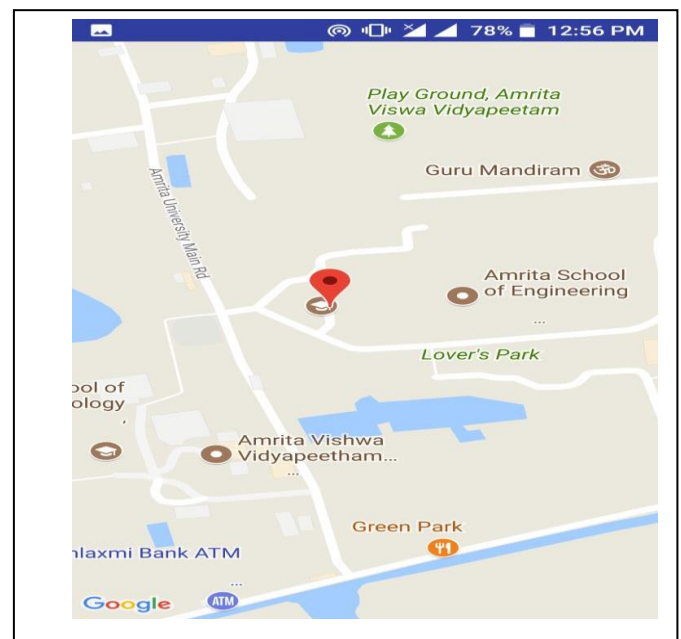 78% 12:56 PM
Play Ground, Amrita
Viswa Vidyapeetam
Guru Mandiram
Amrita University Main Rd
Amrita School
of Engineering
...
Lover's Park
ool of
ology
,
Amrita Vishwa
Vidyapeetham...
...
Green Park
nlaxmi Bank ATM
...
Google
ATM